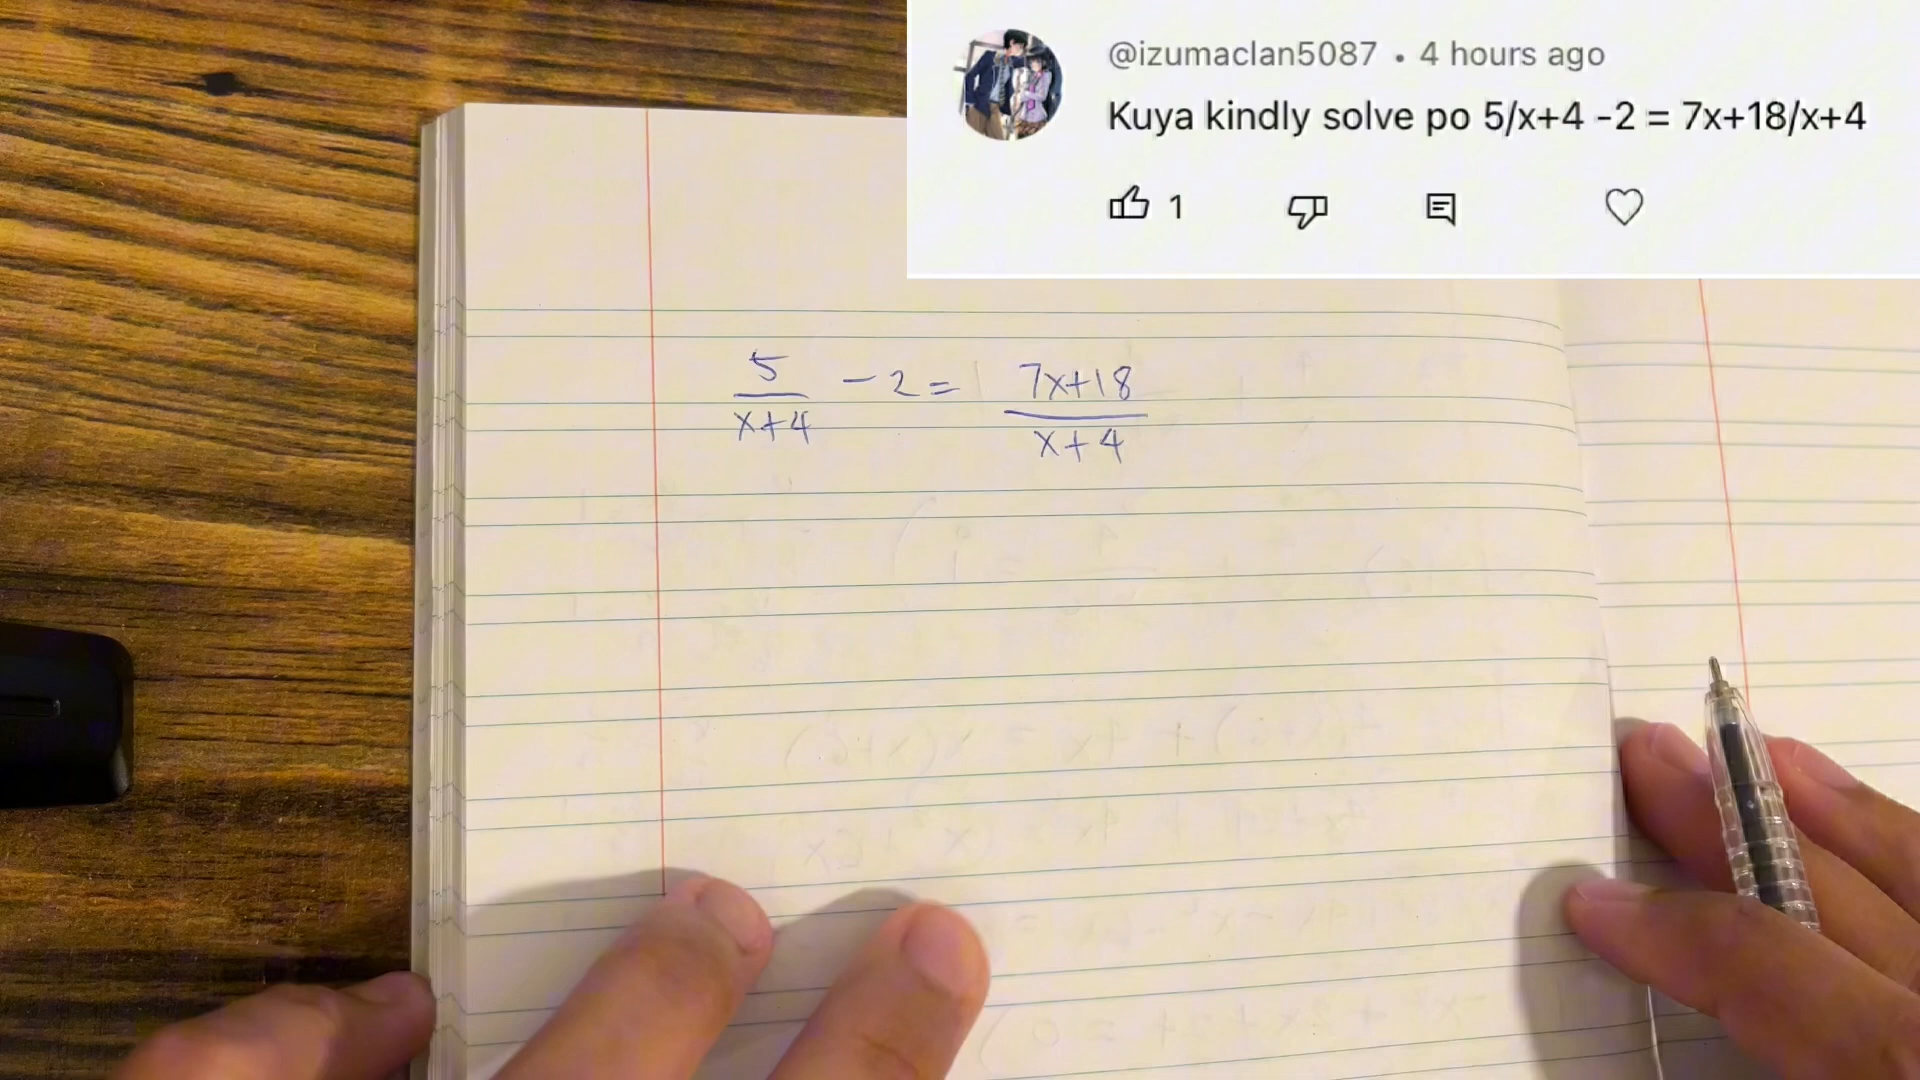 @izumaclan5087 • 4 hours ago
Kuya kindly solve po 5/x+4 -2 = 7x+18/x+4
1
5/x+4 - 2 = 7x+18/x+4